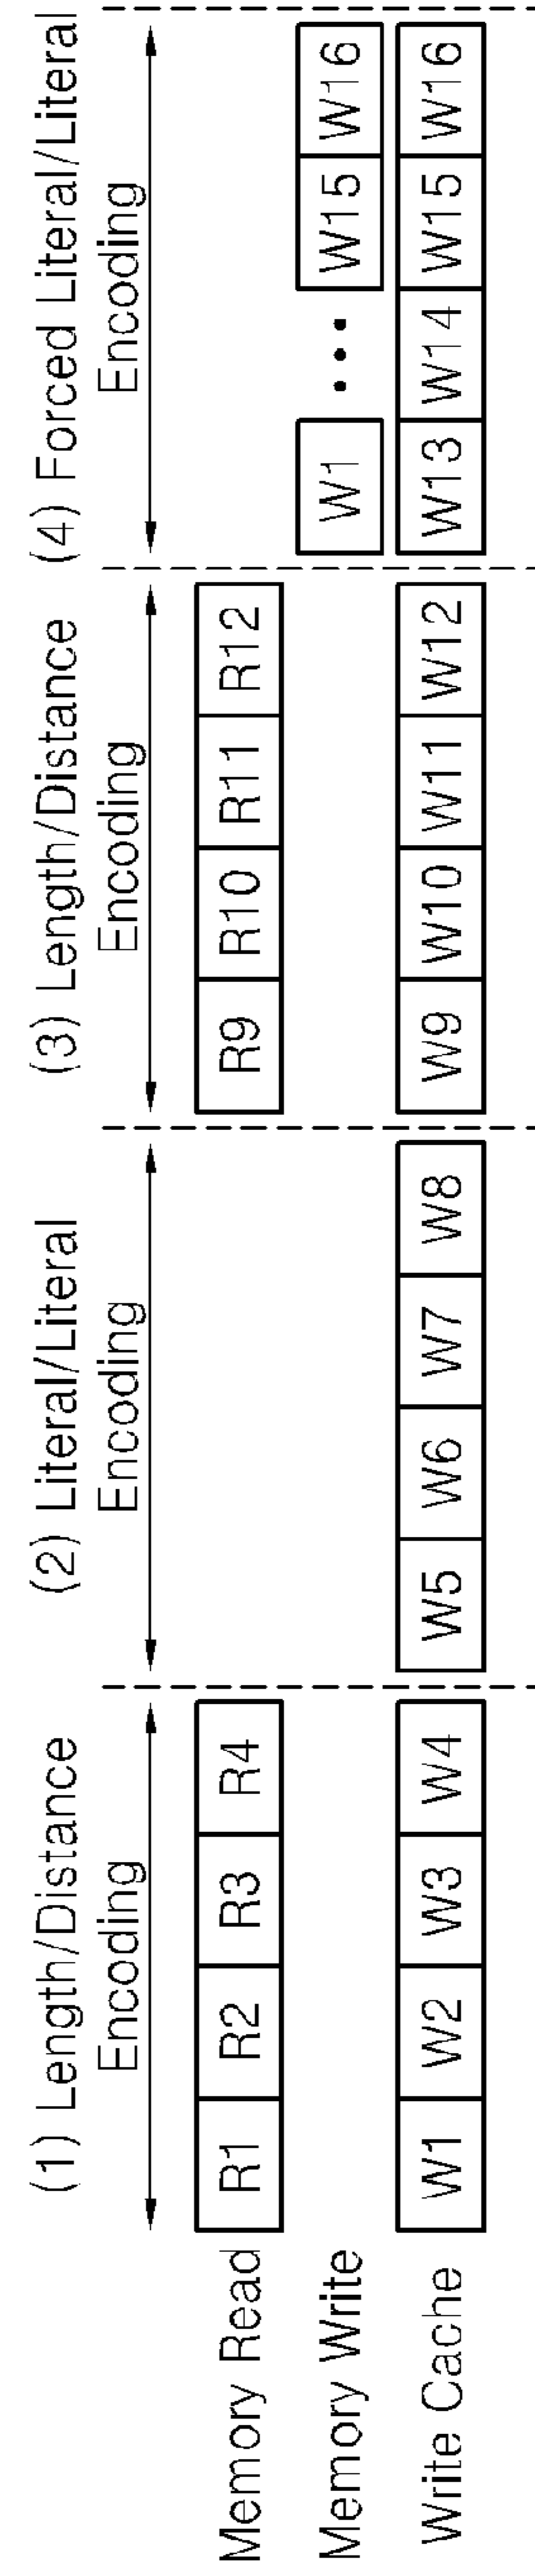 (1) Length/Distance
Encoding
(2) Literal/Literal
Encoding
(3) Length/Distance
Encoding
(4) Forced Literal/Literal
Encoding
Memory Read R1 R2 R3 R4 R9 R10 R11 R12
Memory Write W1 ••• W15 W16
Write Cache W1 W2 W3 W4 W5 W6 W7 W8 W9 W10 W11 W12 W13 W14 W15 W16